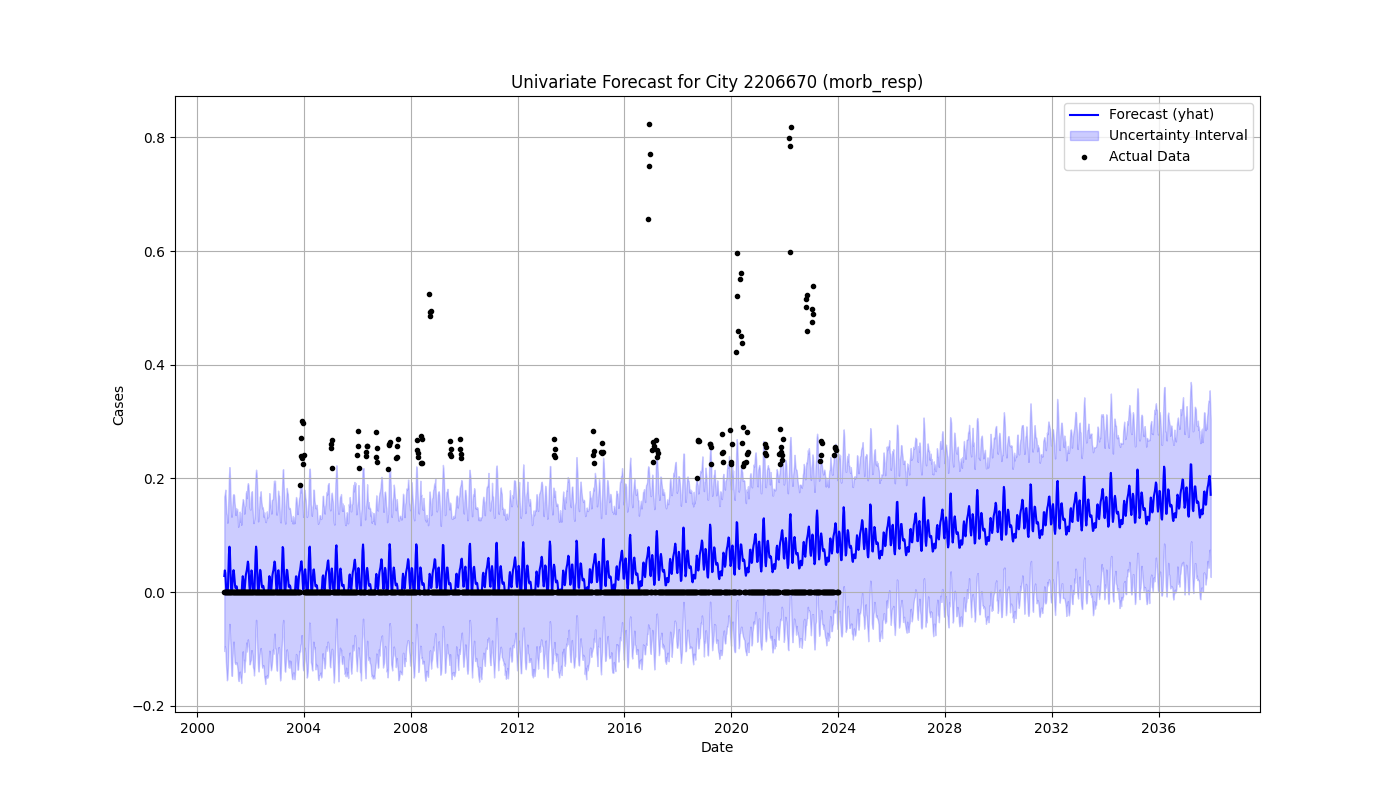 Univariate Forecast for City 2206670 (morb_resp)
Forecast (yhat)
Uncertainty Interval
Actual Data
Cases
0.8
0.6
0.4
0.2
0.0
−0.2
2000 2004 2008 2012 2016 2020 2024 2028 2032 2036
Date